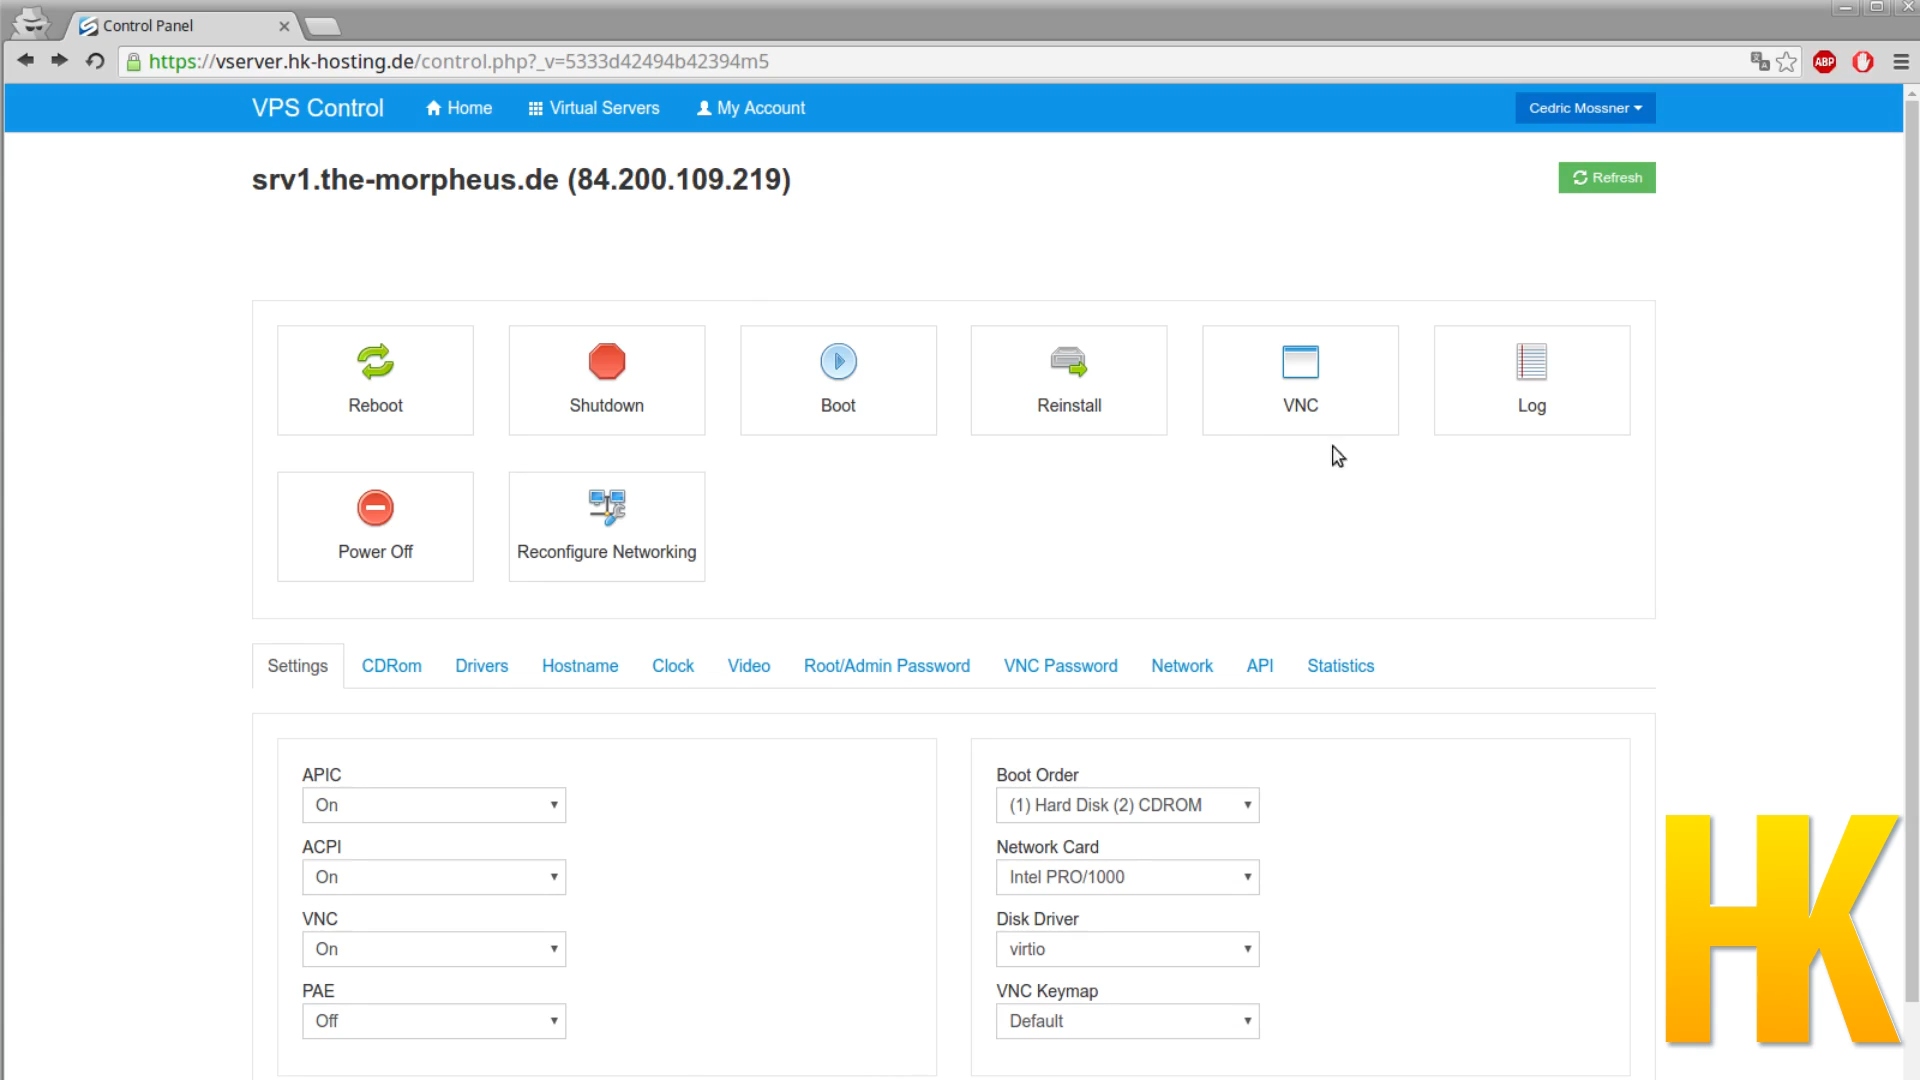 Control Panel
https://vserver.hk-hosting.de/control.php?_v=5333d42494b42394m5
ABP
VPS Control Home Virtual Servers My Account Cedric Mossner
srv1.the-morpheus.de (84.200.109.219) Refresh
Reboot Shutdown Boot Reinstall VNC Log
Power Off Reconfigure Networking
Settings CDRom Drivers Hostname Clock Video Root/Admin Password VNC Password Network API Statistics
APIC
On
ACPI
On
VNC
On
PAE
Off
Boot Order
(1) Hard Disk (2) CDROM
Network Card
Intel PRO/1000
Disk Driver
virtio
VNC Keymap
Default
HK